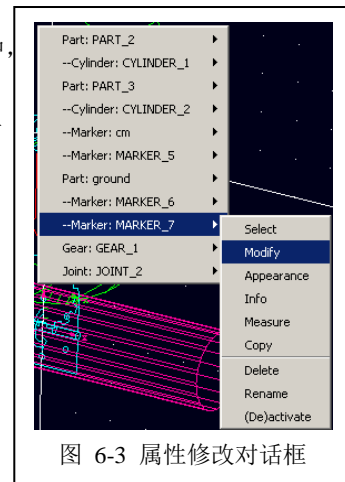 Part: PART_2
--Cylinder: CYLINDER_1
Part: PART_3
--Cylinder: CYLINDER_2
--Marker: cm
--Marker: MARKER_5
Part: ground
--Marker: MARKER_6
--Marker: MARKER_7
Gear: GEAR_1
Joint: JOINT_2
Select
Modify
Appearance
Info
Measure
Copy
Delete
Rename
(De)activate
图 6-3 属性修改对话框